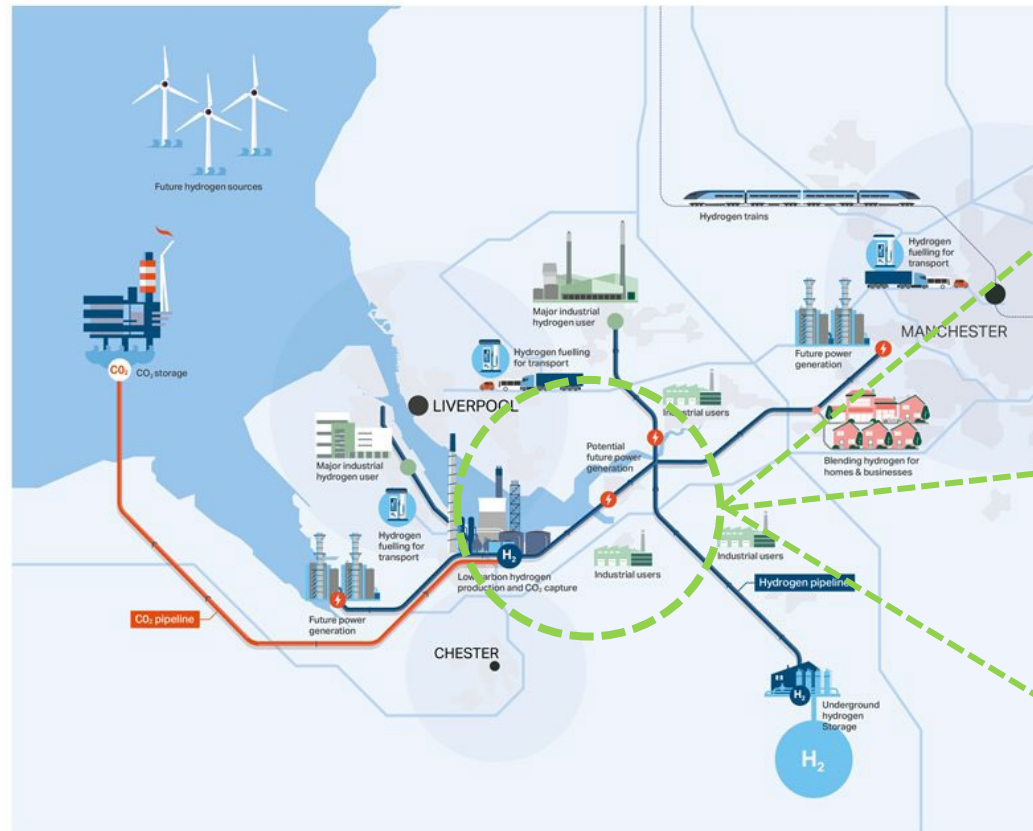 Future hydrogen sources
Hydrogen trains
Hydrogen
fuelling for
transport
MANCHESTER
Major industrial
hydrogen user
Future power
generation
CO₂
CO₂ storage
Hydrogen fuelling
for transport
LIVERPOOL
Industrial users
Potential
future power
generation
Blending hydrogen for
homes & businesses
Major industrial
hydrogen user
Hydrogen
fuelling for
transport
H₂
Low carbon hydrogen
production and CO₂ capture
Industrial users
Industrial users
Hydrogen pipeline
CO₂ pipeline
Future power
generation
CHESTER
H₂
Underground
hydrogen
Storage
H₂